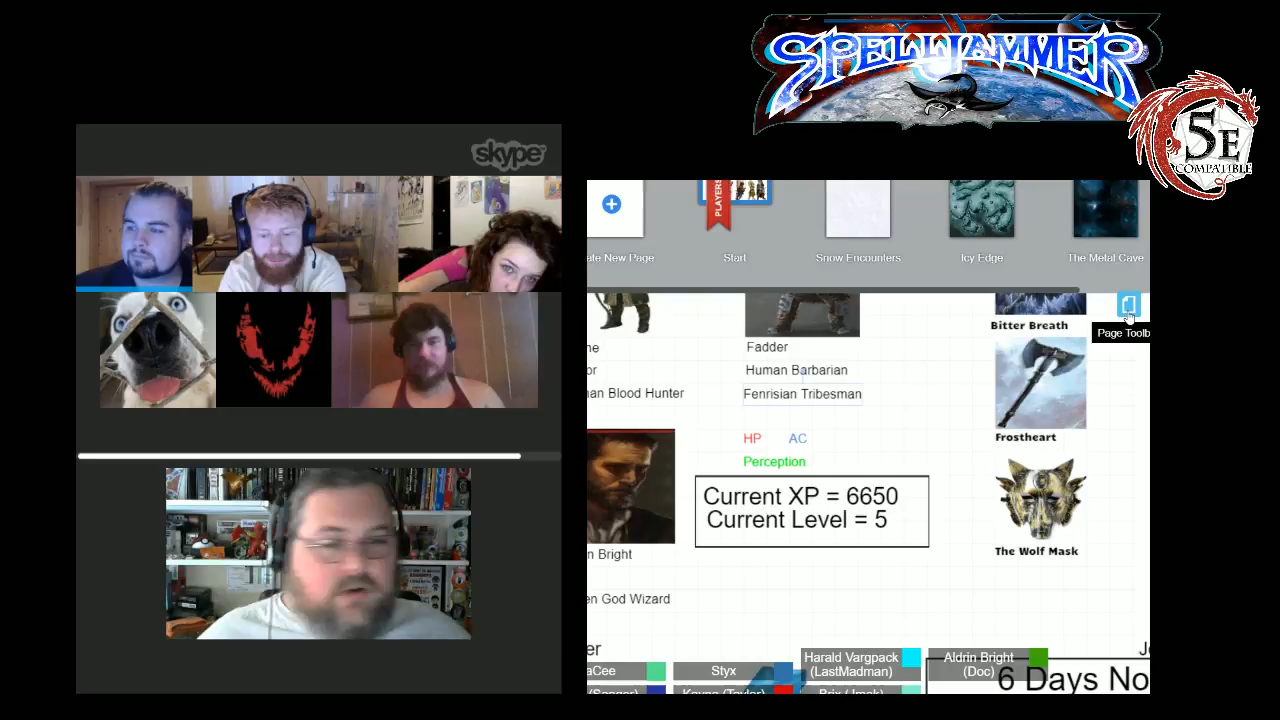 SPELLJAMMER
5E
COMPATIBLE
skype
PLAYERS
ate New Page
Start
Snow Encounters
Icy Edge
The Metal Cave
Page Toolb
Bitter Breath
ne
Fadder
or
Human Barbarian
an Blood Hunter
Fenrisian Tribesman
Frostheart
HP AC
Perception
Current XP = 6650
Current Level = 5
The Wolf Mask
n Bright
en God Wizard
er
aCee
Styx
Harald Vargpack
(LastMadman)
Aldrin Bright
(Doc)
6 Days No